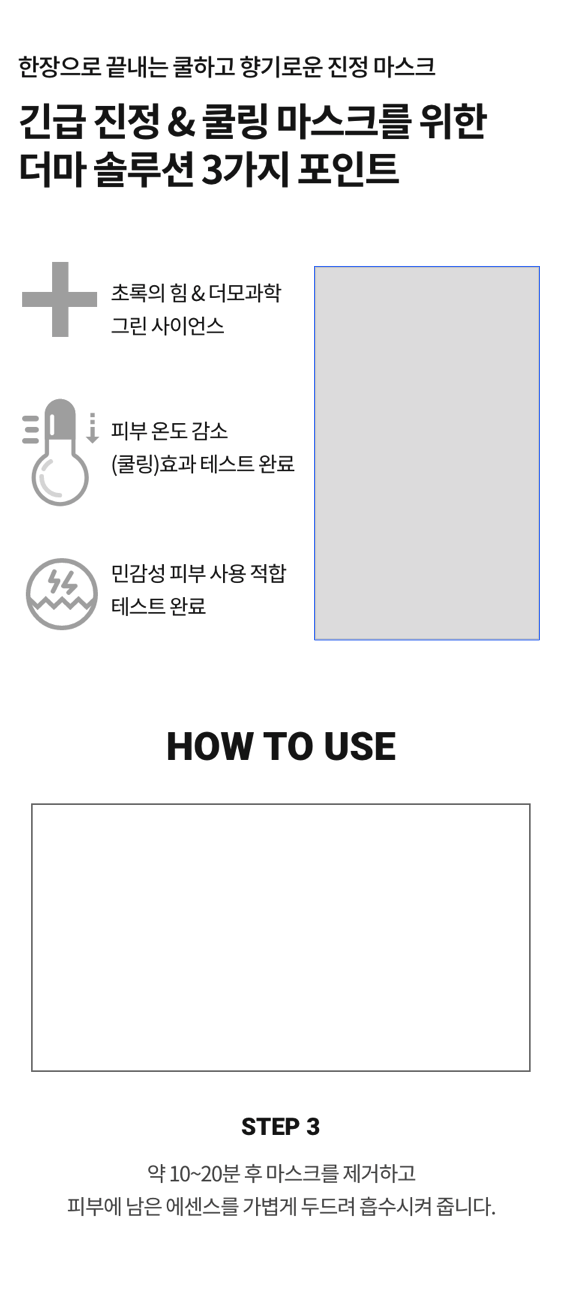 한장으로 끝내는 쿨하고 향기로운 진정 마스크
긴급 진정 & 쿨링 마스크를 위한
더마 솔루션 3가지 포인트
초록의 힘 & 더모과학
그린 사이언스
피부 온도 감소
(쿨링)효과 테스트 완료
민감성 피부 사용 적합
테스트 완료
HOW TO USE
STEP 3
약 10~20분 후 마스크를 제거하고
피부에 남은 에센스를 가볍게 두드려 흡수시켜 줍니다.